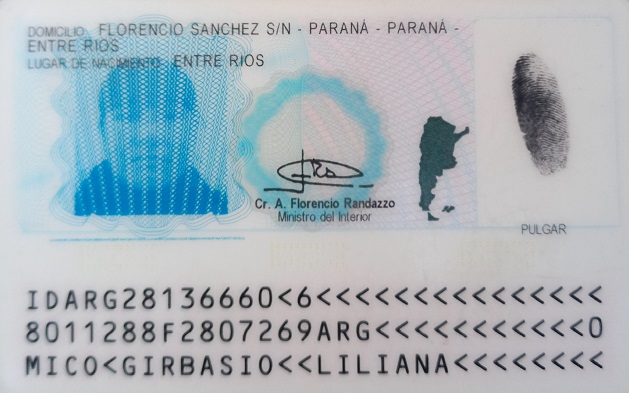 DOMICILIO: FLORENCIO SANCHEZ S/N - PARANÁ - PARANÁ -
ENTRE RIOS
LUGAR DE NACIMIENTO: ENTRE RIOS
Cr. A. Florencio Randazzo
Ministro del Interior
PULGAR
IDARG28136660<6<<<<<<<<<<<<<<<
8011288F2807269ARG<<<<<<<<<<<0
MICO<GIRBASIO<<LILIANA<<<<<<<<